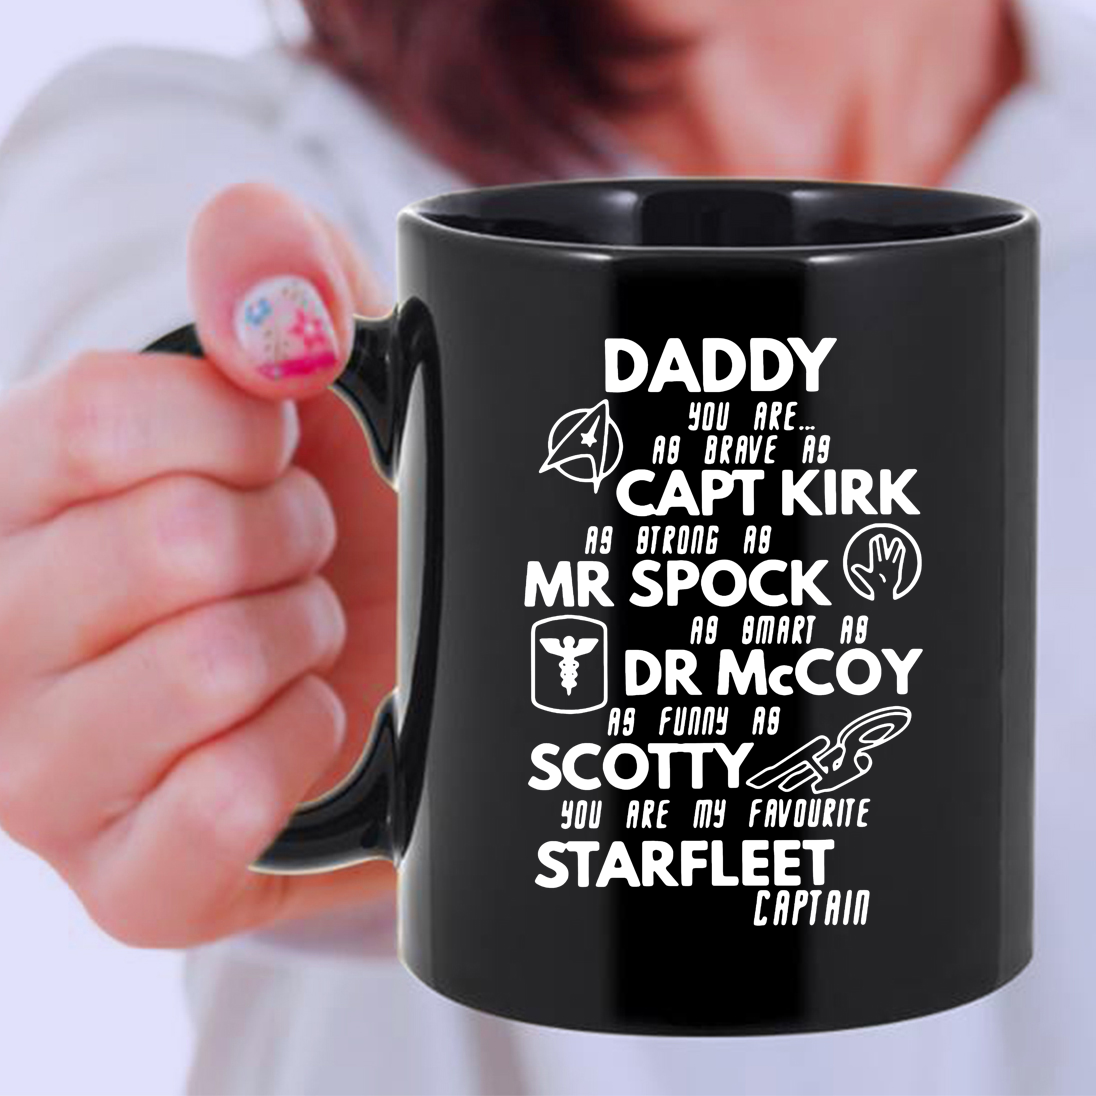 DADDY
YOU ARE...
AS BRAVE AS
CAPT KIRK
AS STRONG AS
MR SPOCK
AS SMART AS
DR McCOY
AS FUNNY AS
SCOTTY
YOU ARE MY FAVOURITE
STARFLEET
CAPTAIN